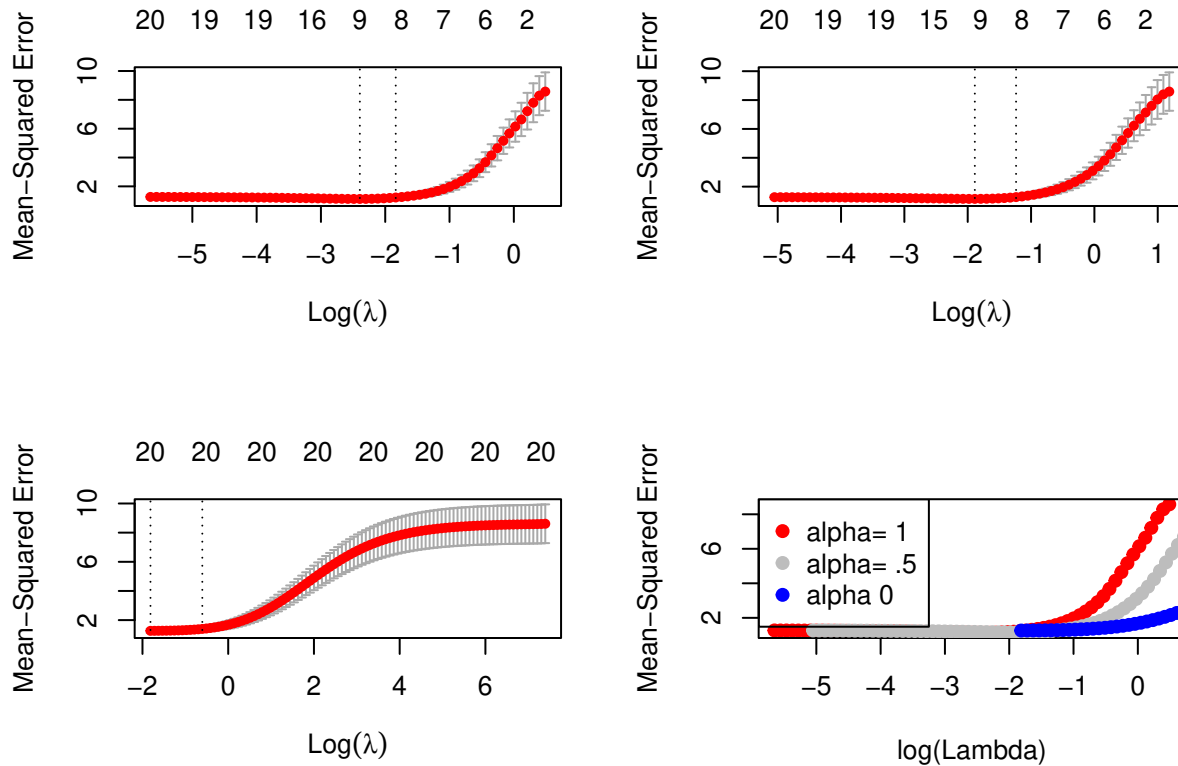 20 19 19 16 9 8 7 6 2
Mean−Squared Error
10
6
2
−5 −4 −3 −2 −1 0
Log(λ)
20 19 19 15 9 8 7 6 2
Mean−Squared Error
10
6
2
−5 −4 −3 −2 −1 0 1
Log(λ)
20 20 20 20 20 20 20 20
Mean−Squared Error
10
6
2
−2 0 2 4 6
Log(λ)
Mean−Squared Error
6
2
alpha= 1
alpha= .5
alpha 0
−5 −4 −3 −2 −1 0
log(Lambda)